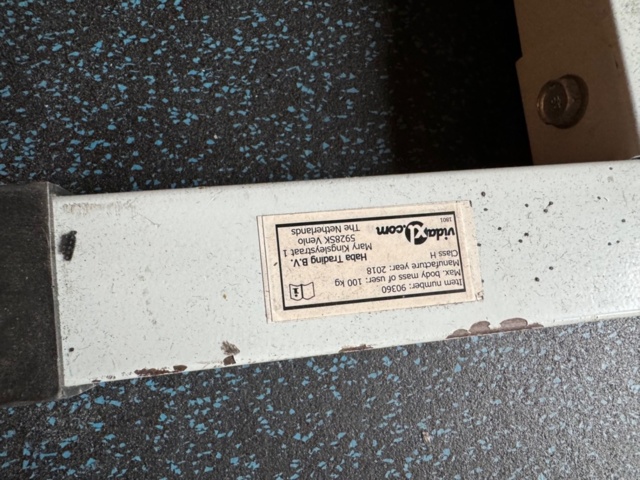 Item number: 90360
Max. body mass of user: 100 kg
Manufacture year: 2018
Class H
Haba Trading B.V.
Mary Kingsleystraat 1
5928SK Venlo
The Netherlands
vidaXL.com
1801